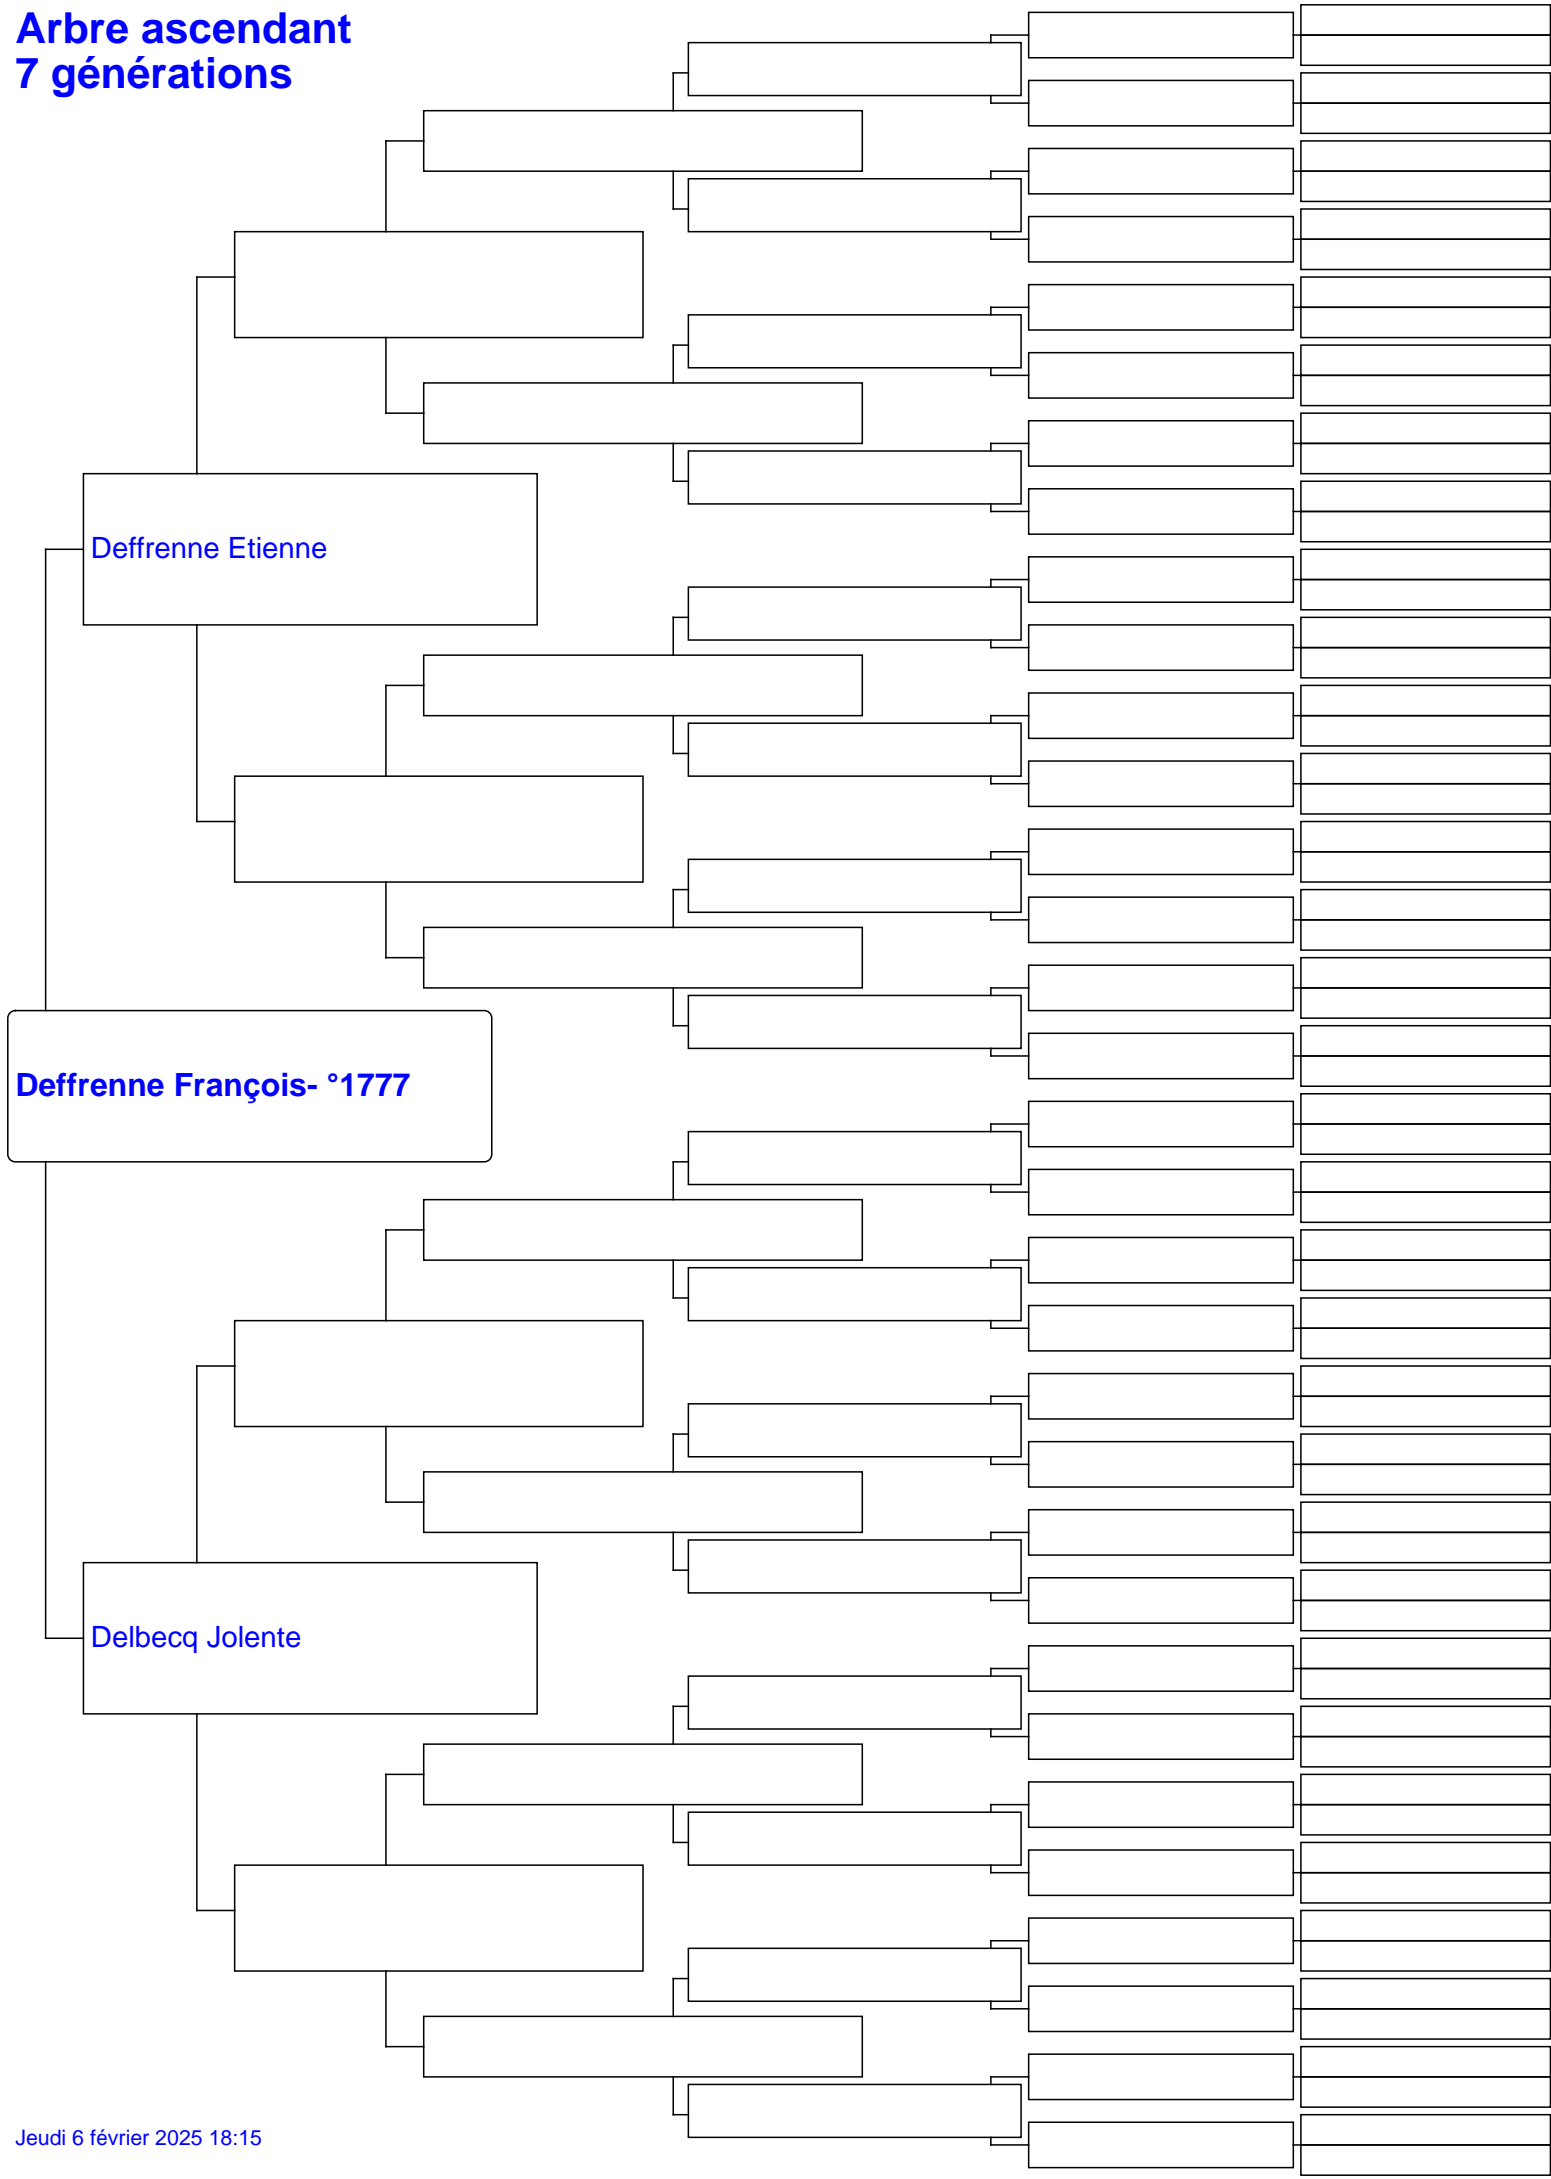 Arbre ascendant
7 générations
Deffrenne Etienne
Deffrenne François- °1777
Delbecq Jolente
Jeudi 6 février 2025 18:15